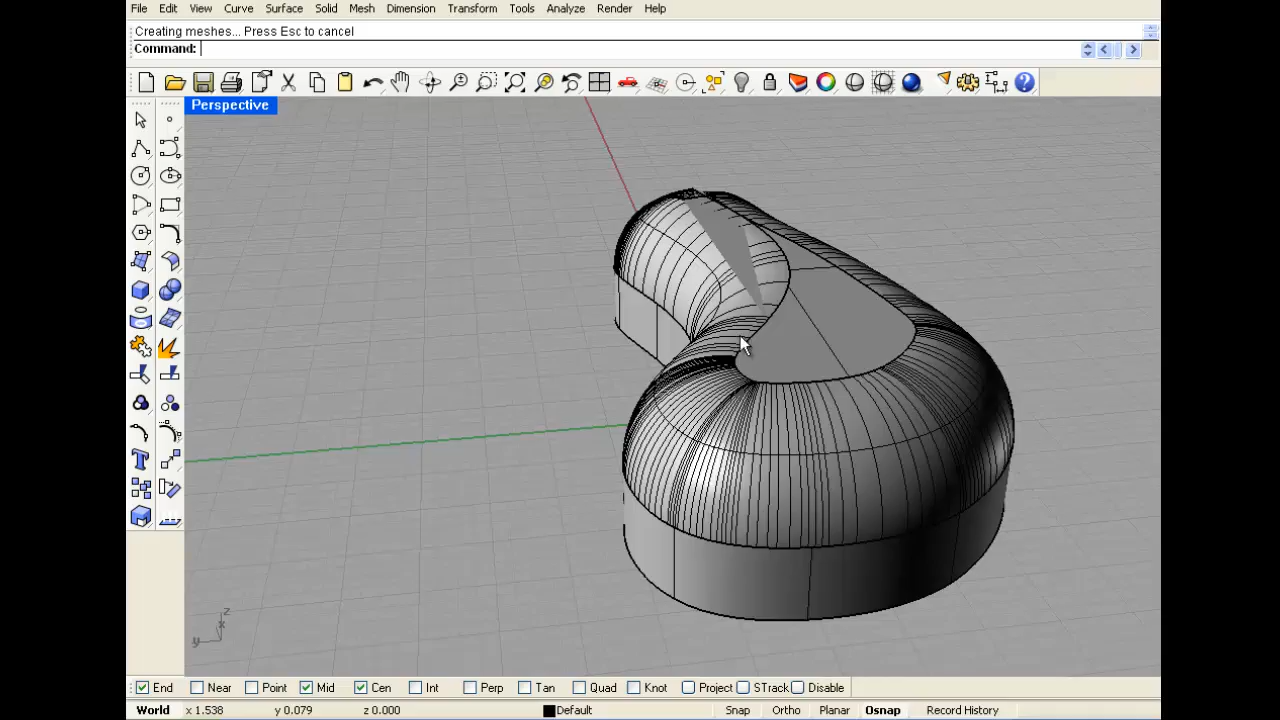 File Edit View Curve Surface Solid Mesh Dimension Transform Tools Analyze Render Help
Creating meshes... Press Esc to cancel
Command:
Perspective
z
x
y
End Near Point Mid Cen Int Perp Tan Quad Knot Project STrack Disable
World x 1.538 y 0.079 z 0.000 Default Snap Ortho Planar Osnap Record History